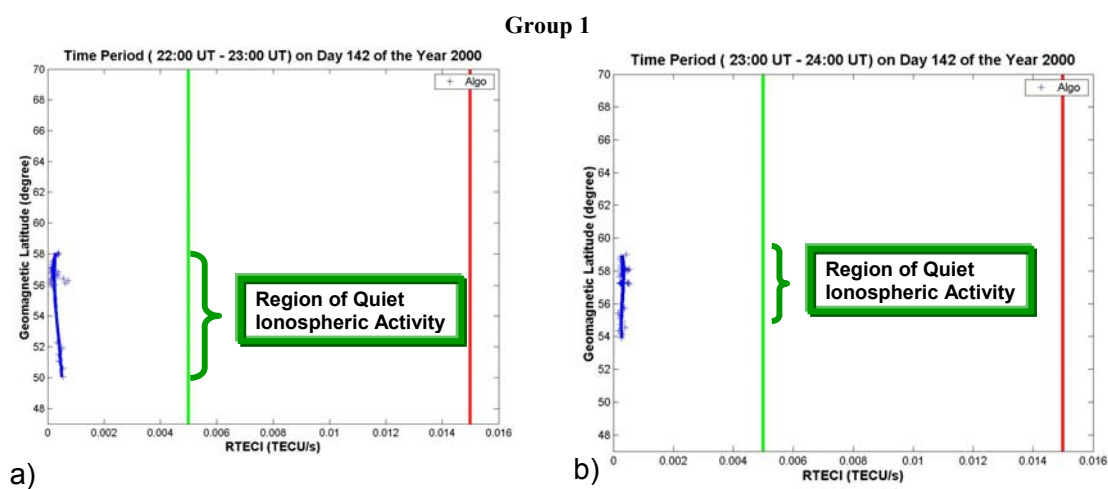 Group 1
Time Period ( 22:00 UT - 23:00 UT) on Day 142 of the Year 2000
70
68
66
64
62
60
58
56
54
52
50
48
Geomagnetic Latitude (degree)
+ Algo
Region of Quiet
Ionospheric Activity
0
0.002
0.004
0.006
0.008
0.01
0.012
0.014
0.016
RTECI (TECU/s)
a)
Time Period ( 23:00 UT - 24:00 UT) on Day 142 of the Year 2000
70
68
66
64
62
60
58
56
54
52
50
48
Geomagnetic Latitude (degree)
+ Algo
Region of Quiet
Ionospheric Activity
0
0.002
0.004
0.006
0.008
0.01
0.012
0.014
0.016
RTECI (TECU/s)
b)